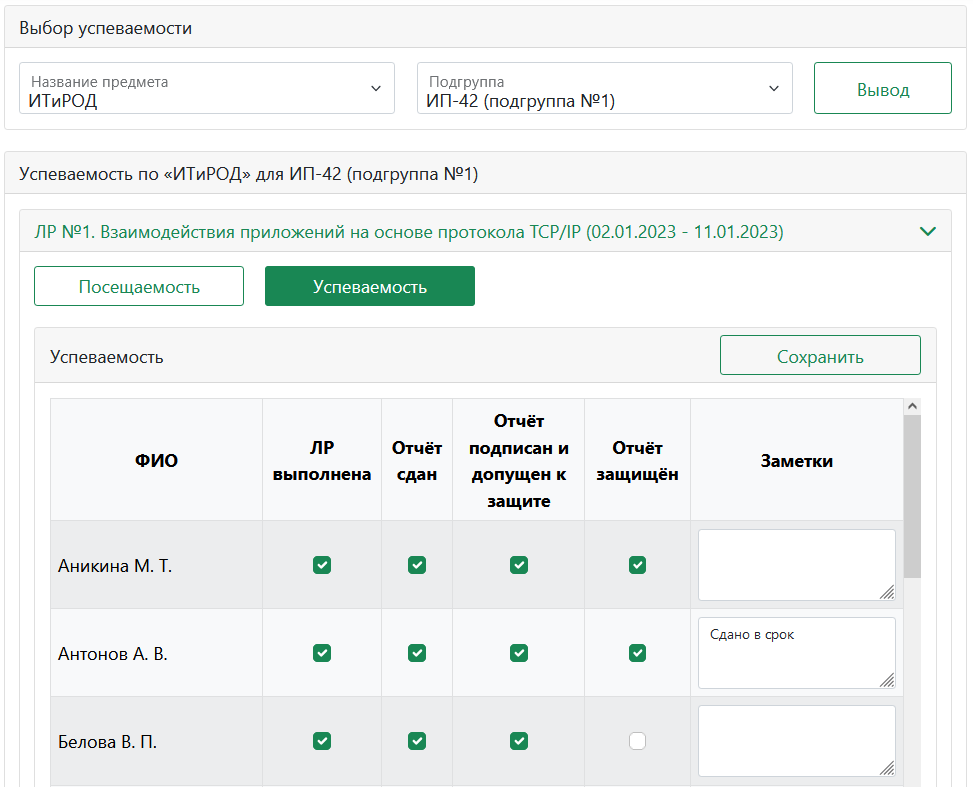 Выбор успеваемости
Название предмета
ИТиРОД
Подгруппа
ИП-42 (подгруппа №1)
Вывод
Успеваемость по «ИТиРОД» для ИП-42 (подгруппа №1)
ЛР №1. Взаимодействия приложений на основе протокола TCP/IP (02.01.2023 - 11.01.2023)
Посещаемость
Успеваемость
Успеваемость
Сохранить
ФИО
ЛР
выполнена
Отчёт
сдан
Отчёт
подписан и
допущен к
защите
Отчёт
защищён
Заметки
Аникина М. Т.
Антонов А. В.
Сдано в срок
Белова В. П.